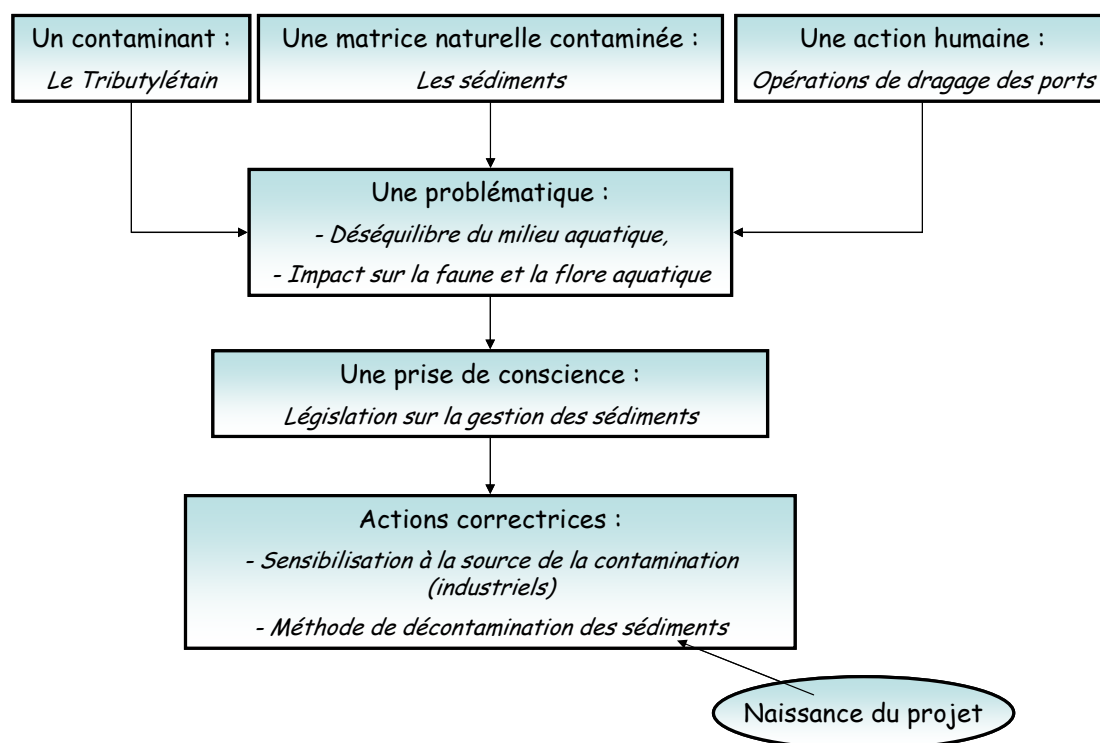 Un contaminant :
Le Tributylétain
Une matrice naturelle contaminée :
Les sédiments
Une action humaine :
Opérations de dragage des ports
Une problématique :
- Déséquilibre du milieu aquatique,
- Impact sur la faune et la flore aquatique
Une prise de conscience :
Législation sur la gestion des sédiments
Actions correctrices :
- Sensibilisation à la source de la contamination
(industriels)
- Méthode de décontamination des sédiments
Naissance du projet